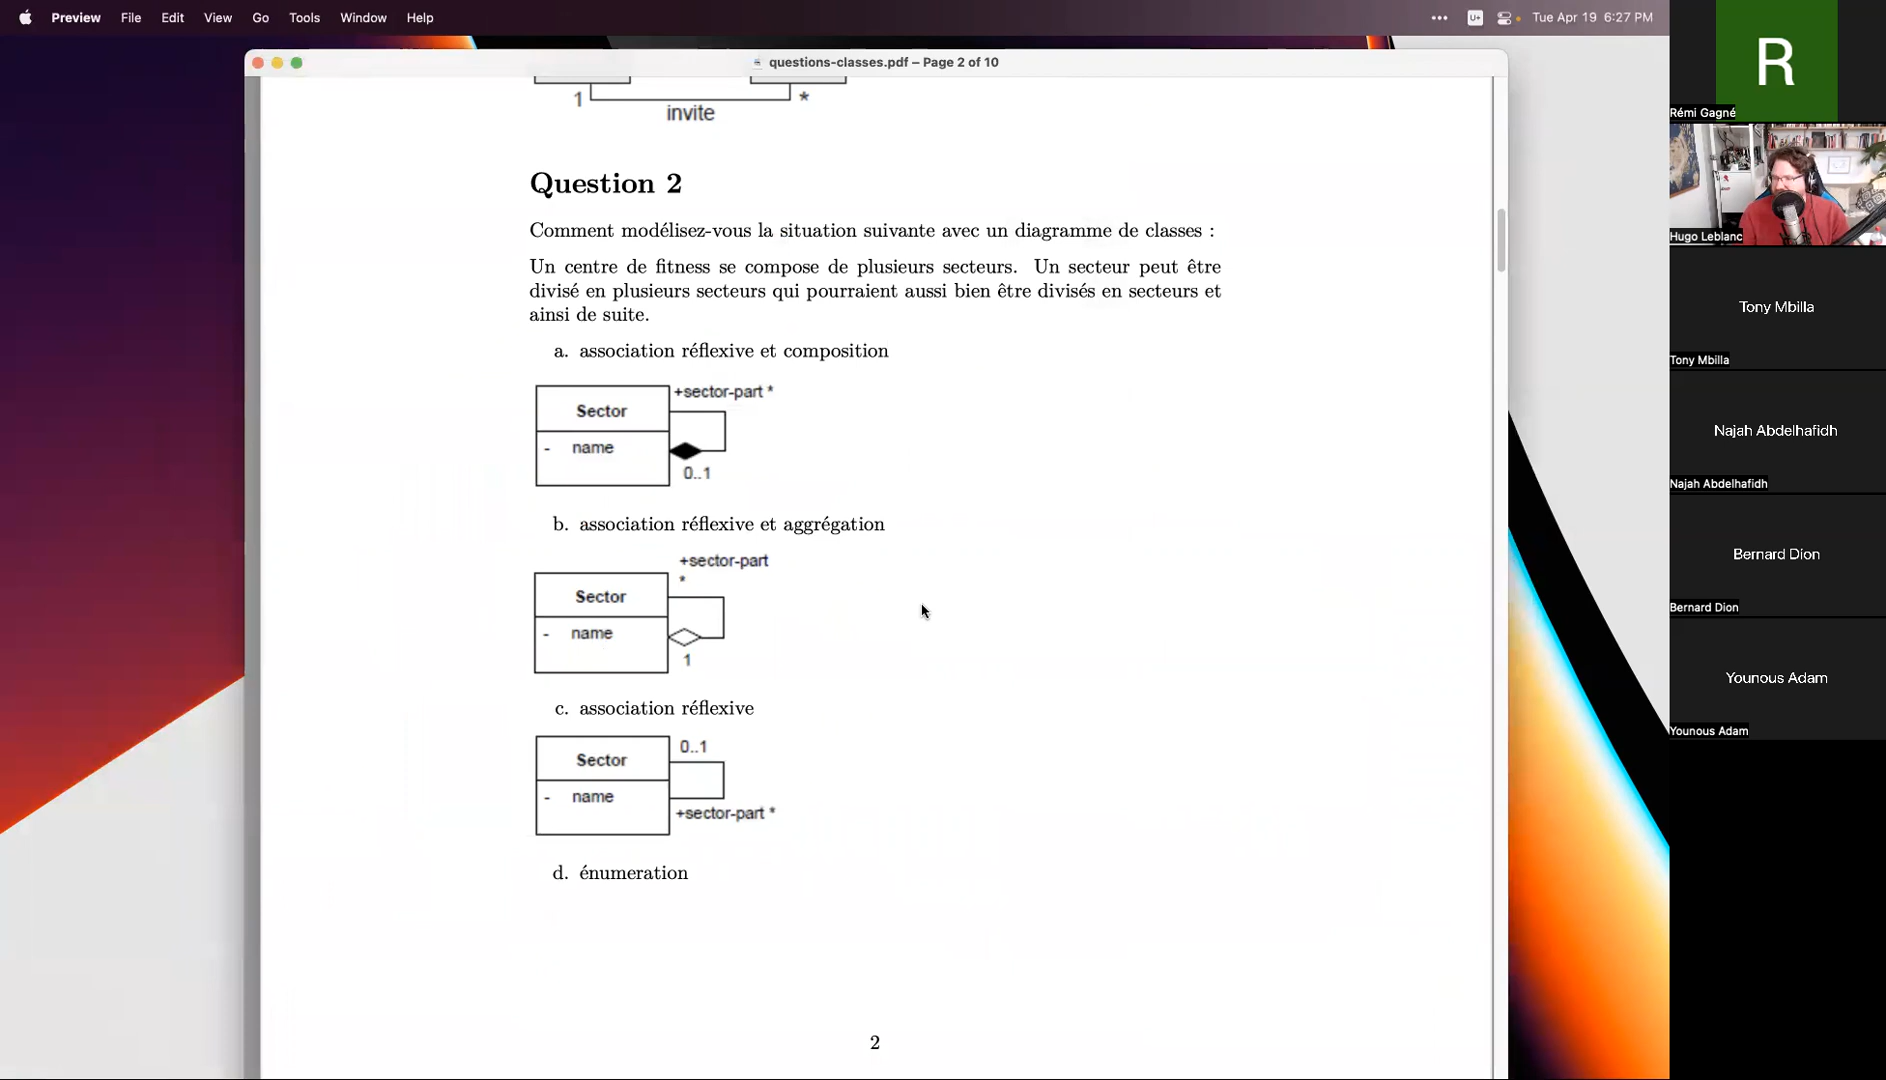 Preview File Edit View Go Tools Window Help
U+
Tue Apr 19 6:27 PM
questions-classes.pdf – Page 2 of 10
1 *
invite
Question 2
Comment modélisez-vous la situation suivante avec un diagramme de classes :
Un centre de fitness se compose de plusieurs secteurs. Un secteur peut être
divisé en plusieurs secteurs qui pourraient aussi bien être divisés en secteurs et
ainsi de suite.
a. association réflexive et composition
+sector-part *
Sector
- name
0..1
b. association réflexive et aggrégation
+sector-part
*
Sector
- name
1
c. association réflexive
0..1
Sector
- name
+sector-part *
d. énumeration
2
R
Rémi Gagné
Hugo Leblanc
Tony Mbilla
Tony Mbilla
Najah Abdelhafidh
Najah Abdelhafidh
Bernard Dion
Bernard Dion
Younous Adam
Younous Adam